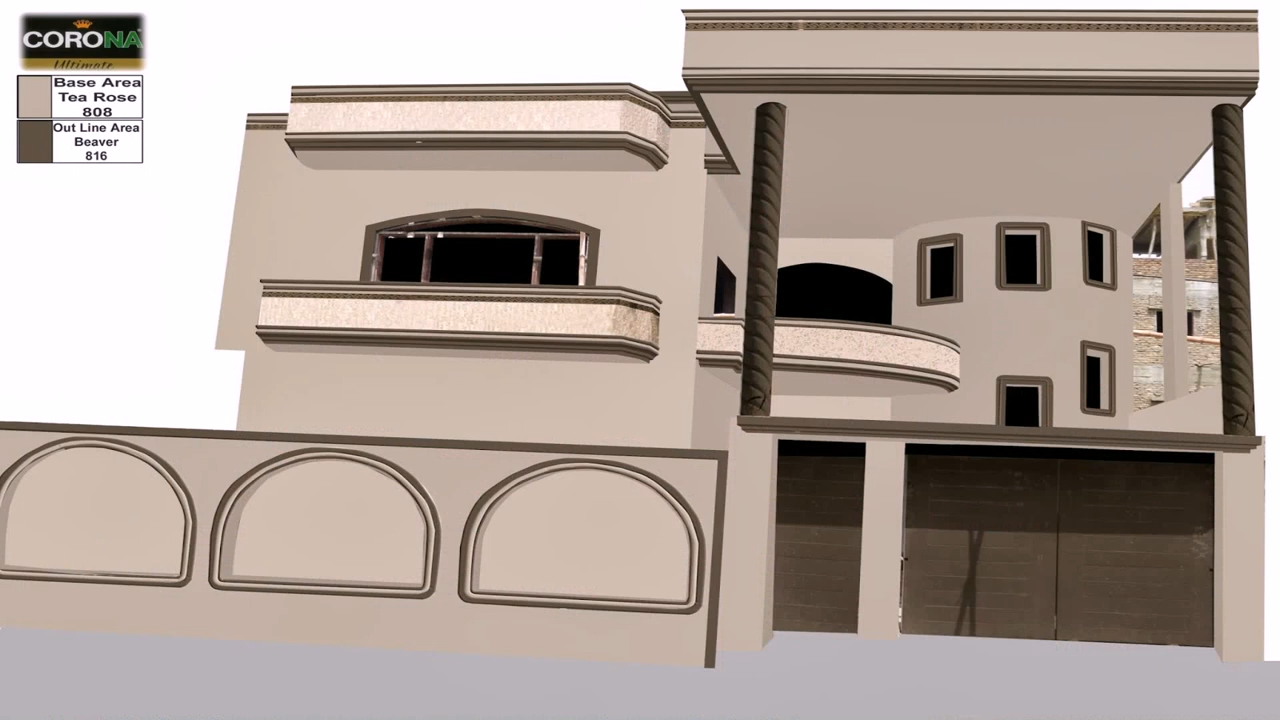 CORONA
Ultimate
Base Area
Tea Rose
808
Out Line Area
Beaver
816